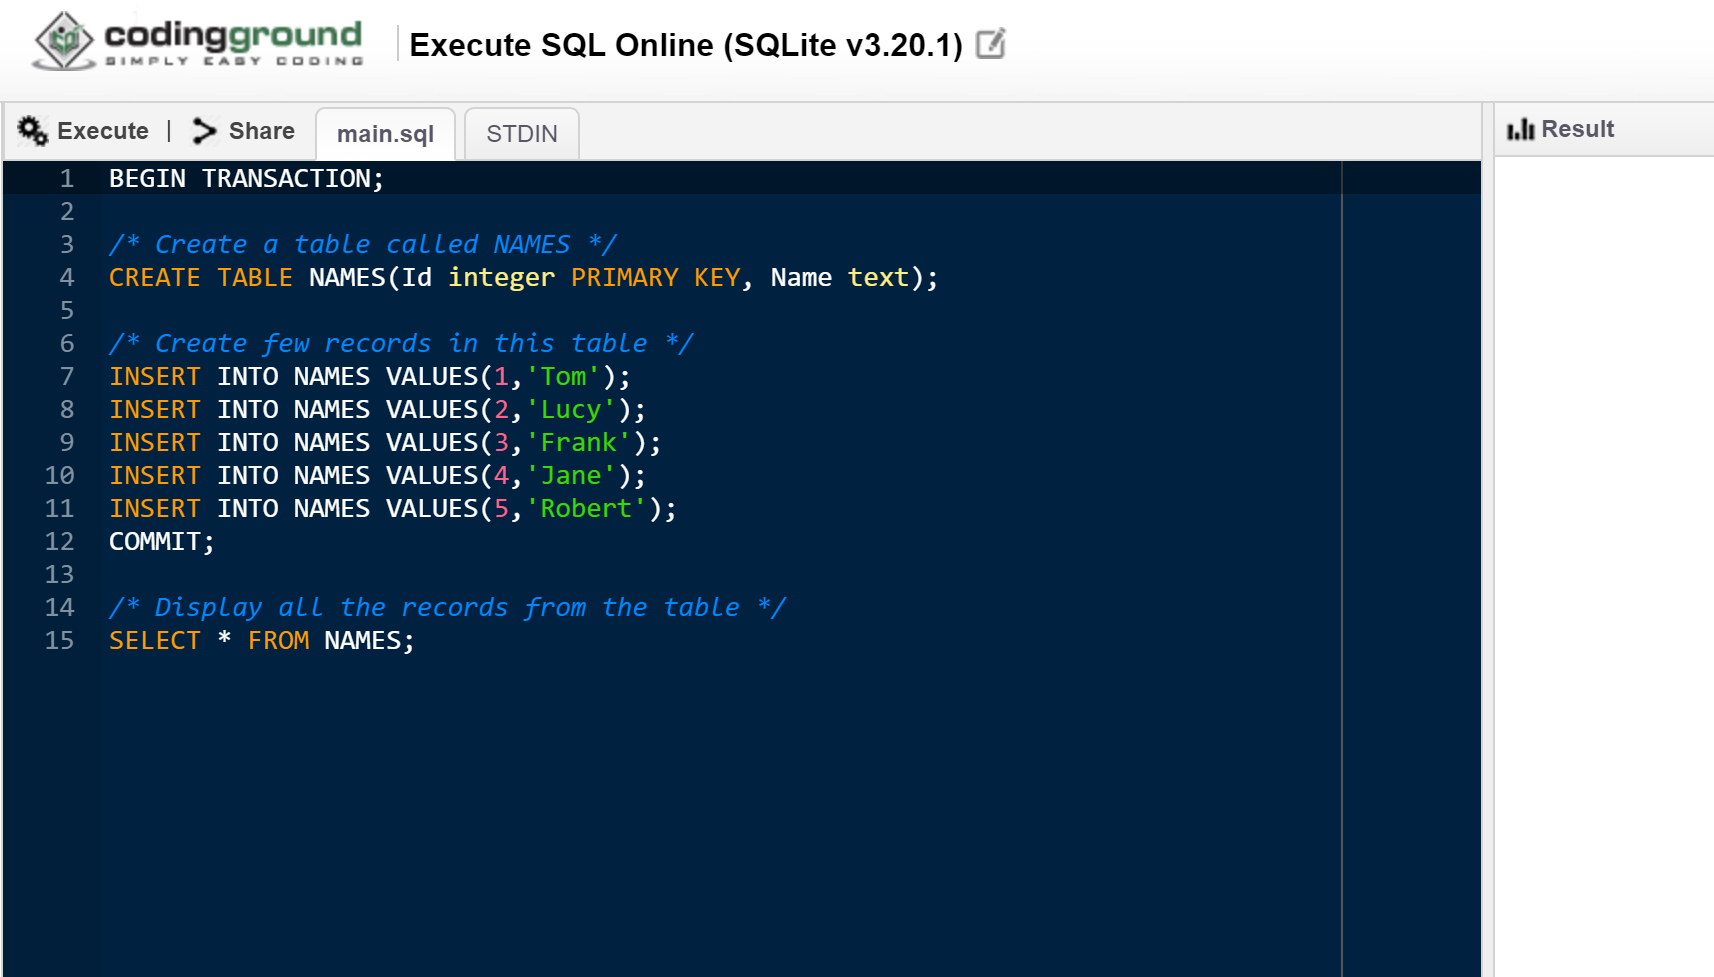 codingground
SIMPLY EASY CODING
Execute SQL Online (SQLite v3.20.1)
Execute | Share main.sql STDIN
Result
1 BEGIN TRANSACTION;
2
3 /* Create a table called NAMES */
4 CREATE TABLE NAMES(Id integer PRIMARY KEY, Name text);
5
6 /* Create few records in this table */
7 INSERT INTO NAMES VALUES(1,'Tom');
8 INSERT INTO NAMES VALUES(2,'Lucy');
9 INSERT INTO NAMES VALUES(3,'Frank');
10 INSERT INTO NAMES VALUES(4,'Jane');
11 INSERT INTO NAMES VALUES(5,'Robert');
12 COMMIT;
13
14 /* Display all the records from the table */
15 SELECT * FROM NAMES;